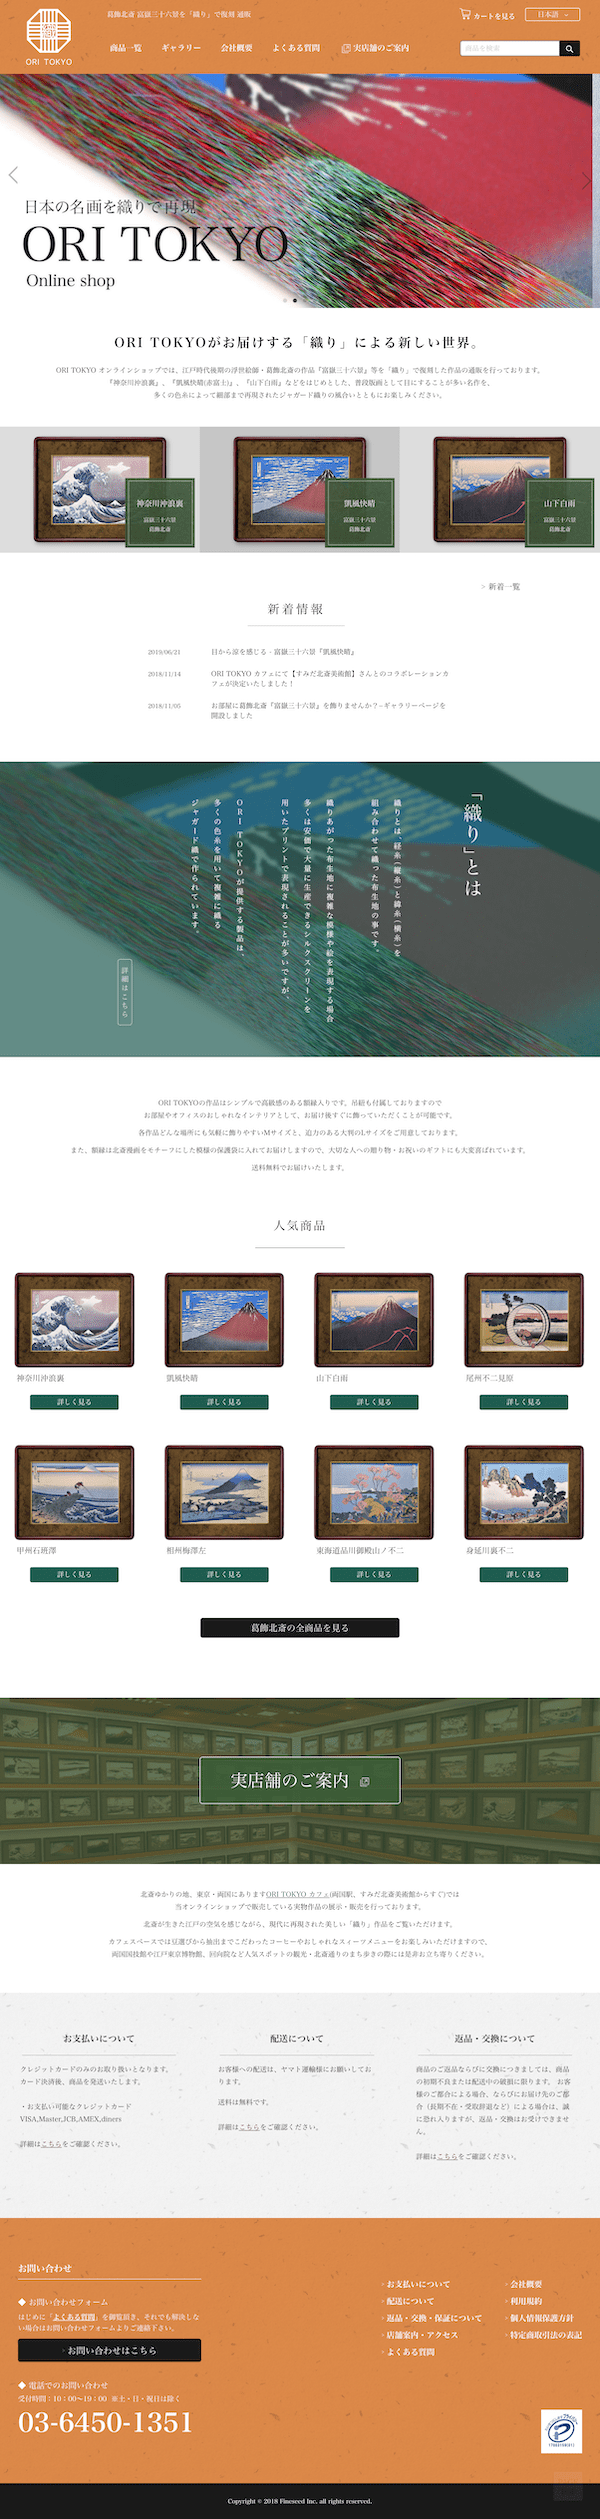 ORI TOKYO
葛飾北斎 富嶽三十六景を「織り」で復刻 通販
カートを見る
日本語
商品一覧
ギャラリー
会社概要
よくある質問
実店舗のご案内
商品を検索
日本の名画を織りで再現
ORI TOKYO
Online shop
ORI TOKYOがお届けする「織り」による新しい世界。
ORI TOKYO オンラインショップでは、江戸時代後期の浮世絵師・葛飾北斎の作品『富嶽三十六景』等を「織り」で復刻した作品の通販を行っております。
『神奈川沖浪裏』、『凱風快晴(赤富士)』、『山下白雨』などをはじめとした、普段版画として目にすることが多い名作を、
多くの色糸によって細部まで再現されたジャガード織りの風合いとともにお楽しみください。
神奈川沖浪裏
富嶽三十六景
葛飾北斎
凱風快晴
富嶽三十六景
葛飾北斎
山下白雨
富嶽三十六景
葛飾北斎
> 新着一覧
新着情報
2019/06/21
目から涼を感じる - 富嶽三十六景『凱風快晴』
2018/11/14
ORI TOKYO カフェにて【すみだ北斎美術館】さんとのコラボレーションカ
フェが決定いたしました！
2018/11/05
お部屋に葛飾北斎『富嶽三十六景』を飾りませんか？~ギャラリーページを
開設しました
「織り」とは
織りとは、経糸(縦糸)と緯糸(横糸)を
組み合わせて織った布生地の事です。
織りあがった布生地に複雑な模様や絵を表現する場合
多くは安価で大量に生産できるシルクスクリーンを
用いたプリントで表現されることが多いですが、
ORI TOKYOが提供する製品は、
多くの色糸を用いて複雑に織る
ジャガード織で作られています。
詳細はこちら
ORI TOKYOの作品はシンプルで高級感のある額縁入りです。吊紐も付属しておりますので
お部屋やオフィスのおしゃれなインテリアとして、お届け後すぐに飾っていただくことが可能です。
各作品どんな場所にも気軽に飾りやすいMサイズと、迫力のある大判のLサイズをご用意しております。
また、額縁は北斎漫画をモチーフにした模様の保護袋に入れてお届けしますので、大切な人への贈り物・お祝いのギフトにも大変喜ばれています。
送料無料でお届けいたします。
人気商品
神奈川沖浪裏
凱風快晴
山下白雨
尾州不二見原
詳しく見る
詳しく見る
詳しく見る
詳しく見る
甲州石班澤
相州梅澤左
東海道品川御殿山ノ不二
身延川裏不二
詳しく見る
詳しく見る
詳しく見る
詳しく見る
葛飾北斎の全商品を見る
実店舗のご案内
北斎ゆかりの地、東京・両国にありますORI TOKYO カフェ(両国駅、すみだ北斎美術館からすぐ)では
当オンラインショップで販売している実物作品の展示・販売を行っております。
北斎が生きた江戸の空気を感じながら、現代に再現された美しい「織り」作品をご覧いただけます。
カフェスペースでは豆選びから抽出までこだわったコーヒーやおしゃれなスィーツメニューをお楽しみいただけますので、
両国国技館や江戸東京博物館、回向院など人気スポットの観光・北斎通りのまち歩きの際には是非お立ち寄りください。
お支払いについて
クレジットカードのみのお取り扱いとなります。
カード決済後、商品を発送いたします。
・お支払い可能なクレジットカード
VISA,Master,JCB,AMEX,diners
詳細はこちらをご確認ください。
配送について
お客様への配送は、ヤマト運輸様にお願いしてお
ります。
送料は無料です。
詳細はこちらをご確認ください。
返品・交換について
商品のご返品ならびに交換につきましては、商品
の初期不良または配送中の破損に限ります。 お客
様のご都合による場合、ならびにお届け先のご都
合（長期不在・受取辞退など）による場合は、誠
に恐れ入りますが、返品・交換はお受けできませ
ん。
詳細はこちらをご確認ください。
お問い合わせ
◆ お問い合わせフォーム
はじめに「よくある質問」を御覧頂き、それでも解決しな
い場合はお問い合わせフォームよりご連絡下さい。
お問い合わせはこちら
◆ 電話でのお問い合わせ
受付時間：10：00〜19：00 ※土・日・祝日は除く
03-6450-1351
お支払いについて
配送について
返品・交換・保証について
店舗案内・アクセス
よくある質問
会社概要
利用規約
個人情報保護方針
特定商取引法の表記
Copyright © 2018 Fineseed Inc. all rights reserved.